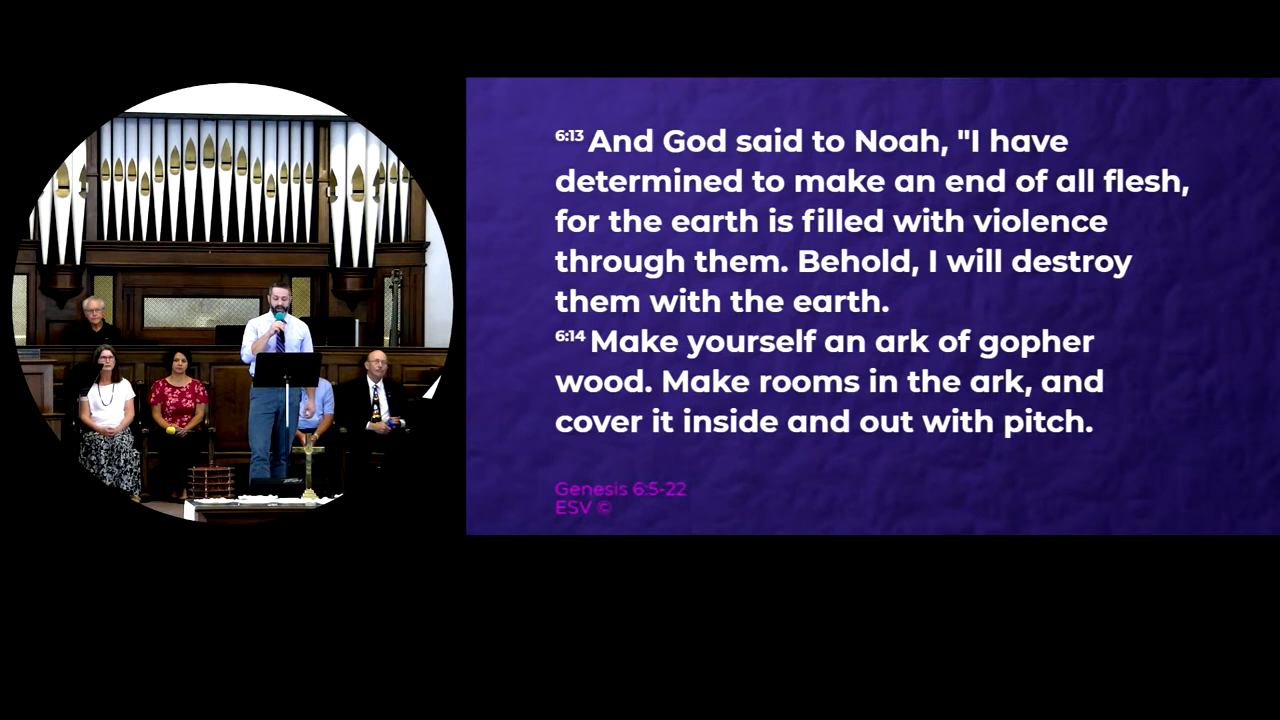 6:13 And God said to Noah, "I have
determined to make an end of all flesh,
for the earth is filled with violence
through them. Behold, I will destroy
them with the earth.
6:14 Make yourself an ark of gopher
wood. Make rooms in the ark, and
cover it inside and out with pitch.
Genesis 6:5-22
ESV ©